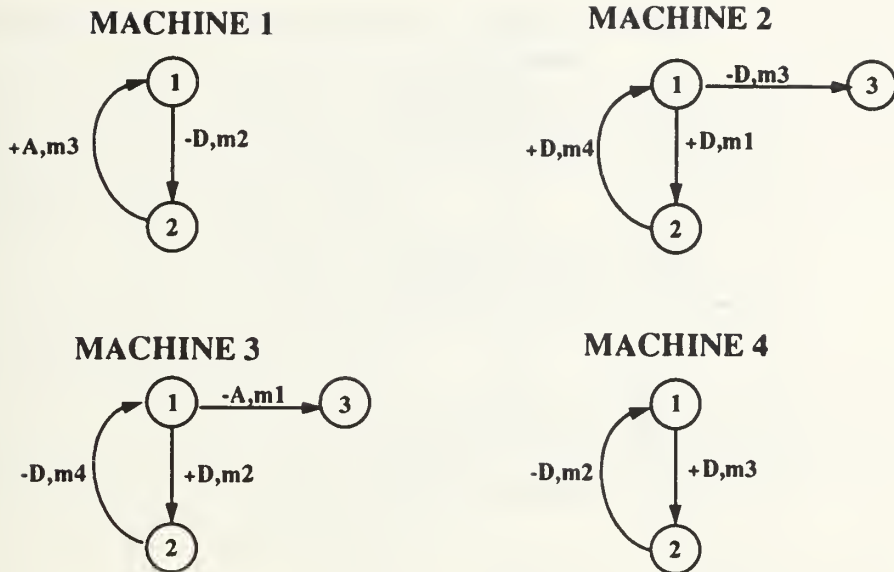 MACHINE 1
1
+A,m3
-D,m2
2
MACHINE 2
1
-D,m3
3
+D,m4
+D,m1
2
MACHINE 3
1
-A,m1
3
-D,m4
+D,m2
2
MACHINE 4
1
-D,m2
+D,m3
2